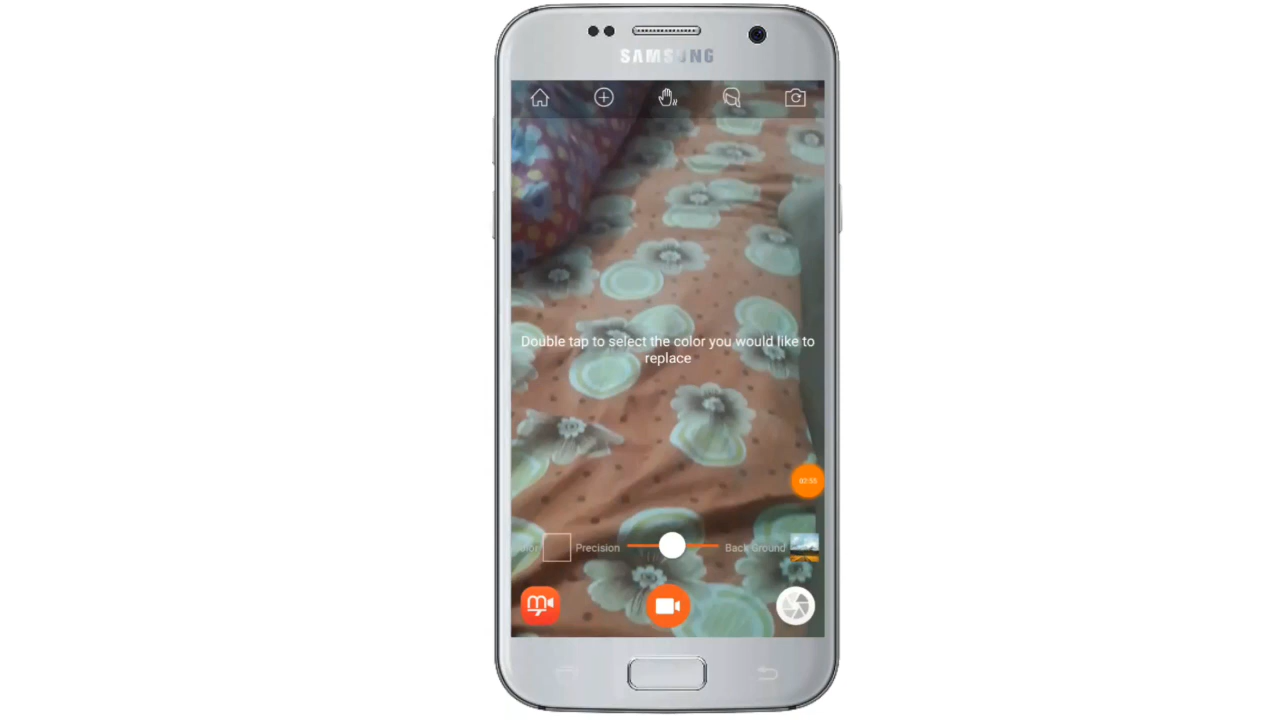 SAMSUNG
Double tap to select the color you would like to
replace
Precision
Back Ground